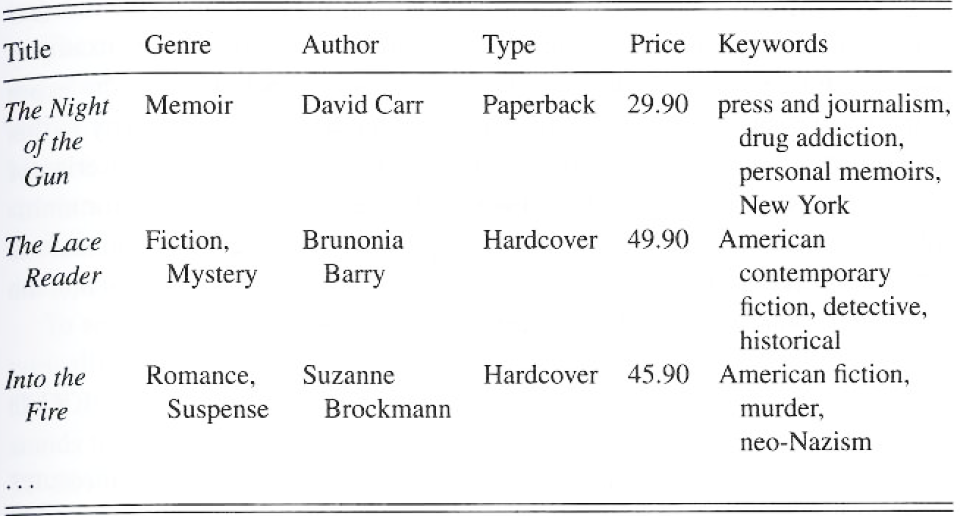 Title Genre Author Type Price Keywords
The Night Memoir David Carr Paperback 29.90 press and journalism,
of the drug addiction,
Gun personal memoirs,
New York
The Lace Fiction, Brunonia Hardcover 49.90 American
Reader Mystery Barry contemporary
fiction, detective,
historical
Into the Romance, Suzanne Hardcover 45.90 American fiction,
Fire Suspense Brockmann murder,
neo-Nazism
...